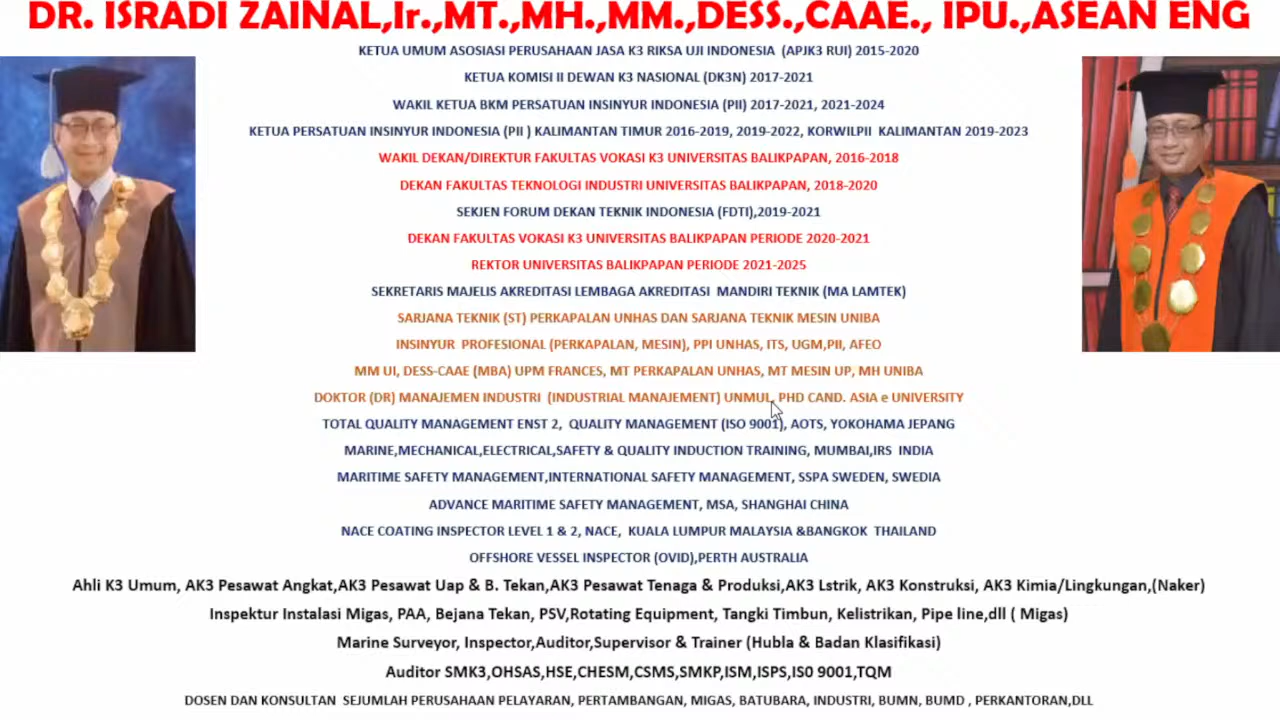 DR. ISRADI ZAINAL,Ir.,MT.,MH.,MM.,DESS.,CAAE., IPU.,ASEAN ENG
KETUA UMUM ASOSIASI PERUSAHAAN JASA K3 RIKSA UJI INDONESIA (APJK3 RUI) 2015-2020
KETUA KOMISI II DEWAN K3 NASIONAL (DK3N) 2017-2021
WAKIL KETUA BKM PERSATUAN INSINYUR INDONESIA (PII) 2017-2021, 2021-2024
KETUA PERSATUAN INSINYUR INDONESIA (PII ) KALIMANTAN TIMUR 2016-2019, 2019-2022, KORWILPII KALIMANTAN 2019-2023
WAKIL DEKAN/DIREKTUR FAKULTAS VOKASI K3 UNIVERSITAS BALIKPAPAN, 2016-2018
DEKAN FAKULTAS TEKNOLOGI INDUSTRI UNIVERSITAS BALIKPAPAN, 2018-2020
SEKJEN FORUM DEKAN TEKNIK INDONESIA (FDTI),2019-2021
DEKAN FAKULTAS VOKASI K3 UNIVERSITAS BALIKPAPAN PERIODE 2020-2021
REKTOR UNIVERSITAS BALIKPAPAN PERIODE 2021-2025
SEKRETARIS MAJELIS AKREDITASI LEMBAGA AKREDITASI MANDIRI TEKNIK (MA LAMTEK)
SARJANA TEKNIK (ST) PERKAPALAN UNHAS DAN SARJANA TEKNIK MESIN UNIBA
INSINYUR PROFESIONAL (PERKAPALAN, MESIN), PPI UNHAS, ITS, UGM,PII, AFEO
MM UI, DESS-CAAE (MBA) UPM FRANCES, MT PERKAPALAN UNHAS, MT MESIN UP, MH UNIBA
DOKTOR (DR) MANAJEMEN INDUSTRI (INDUSTRIAL MANAJEMENT) UNMUL, PHD CAND. ASIA e UNIVERSITY
TOTAL QUALITY MANAGEMENT ENST 2, QUALITY MANAGEMENT (ISO 9001), AOTS, YOKOHAMA JEPANG
MARINE,MECHANICAL,ELECTRICAL,SAFETY & QUALITY INDUCTION TRAINING, MUMBAI,IRS INDIA
MARITIME SAFETY MANAGEMENT,INTERNATIONAL SAFETY MANAGEMENT, SSPA SWEDEN, SWEDIA
ADVANCE MARITIME SAFETY MANAGEMENT, MSA, SHANGHAI CHINA
NACE COATING INSPECTOR LEVEL 1 & 2, NACE, KUALA LUMPUR MALAYSIA &BANGKOK THAILAND
OFFSHORE VESSEL INSPECTOR (OVID),PERTH AUSTRALIA
Ahli K3 Umum, AK3 Pesawat Angkat,AK3 Pesawat Uap & B. Tekan,AK3 Pesawat Tenaga & Produksi,AK3 Lstrik, AK3 Konstruksi, AK3 Kimia/Lingkungan,(Naker)
Inspektur Instalasi Migas, PAA, Bejana Tekan, PSV,Rotating Equipment, Tangki Timbun, Kelistrikan, Pipe line,dll ( Migas)
Marine Surveyor, Inspector,Auditor,Supervisor & Trainer (Hubla & Badan Klasifikasi)
Auditor SMK3,OHSAS,HSE,CHESM,CSMS,SMKP,ISM,ISPS,IS0 9001,TQM
DOSEN DAN KONSULTAN SEJUMLAH PERUSAHAAN PELAYARAN, PERTAMBANGAN, MIGAS, BATUBARA, INDUSTRI, BUMN, BUMD , PERKANTORAN,DLL